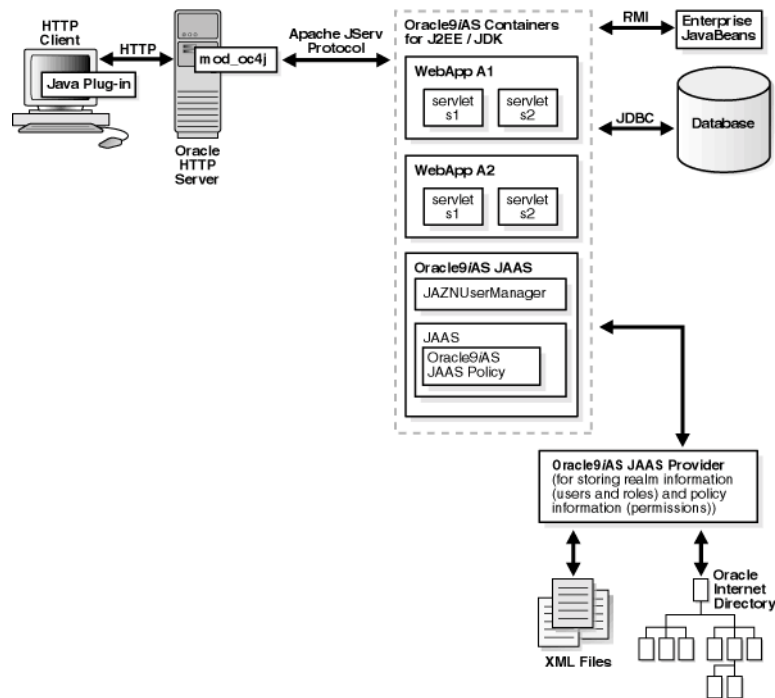 HTTP
Client
HTTP
Java Plug-in
mod_oc4j
Oracle
HTTP
Server
Apache JServ
Protocol
Oracle9iAS Containers
for J2EE / JDK
WebApp A1
servlet
s1
servlet
s2
WebApp A2
servlet
s1
servlet
s2
Oracle9iAS JAAS
JAZNUserManager
JAAS
Oracle9iAS
JAAS Policy
RMI
Enterprise
JavaBeans
JDBC
Database
Oracle9iAS JAAS Provider
(for storing realm information
(users and roles) and policy
information (permissions))
XML Files
Oracle
Internet
Directory